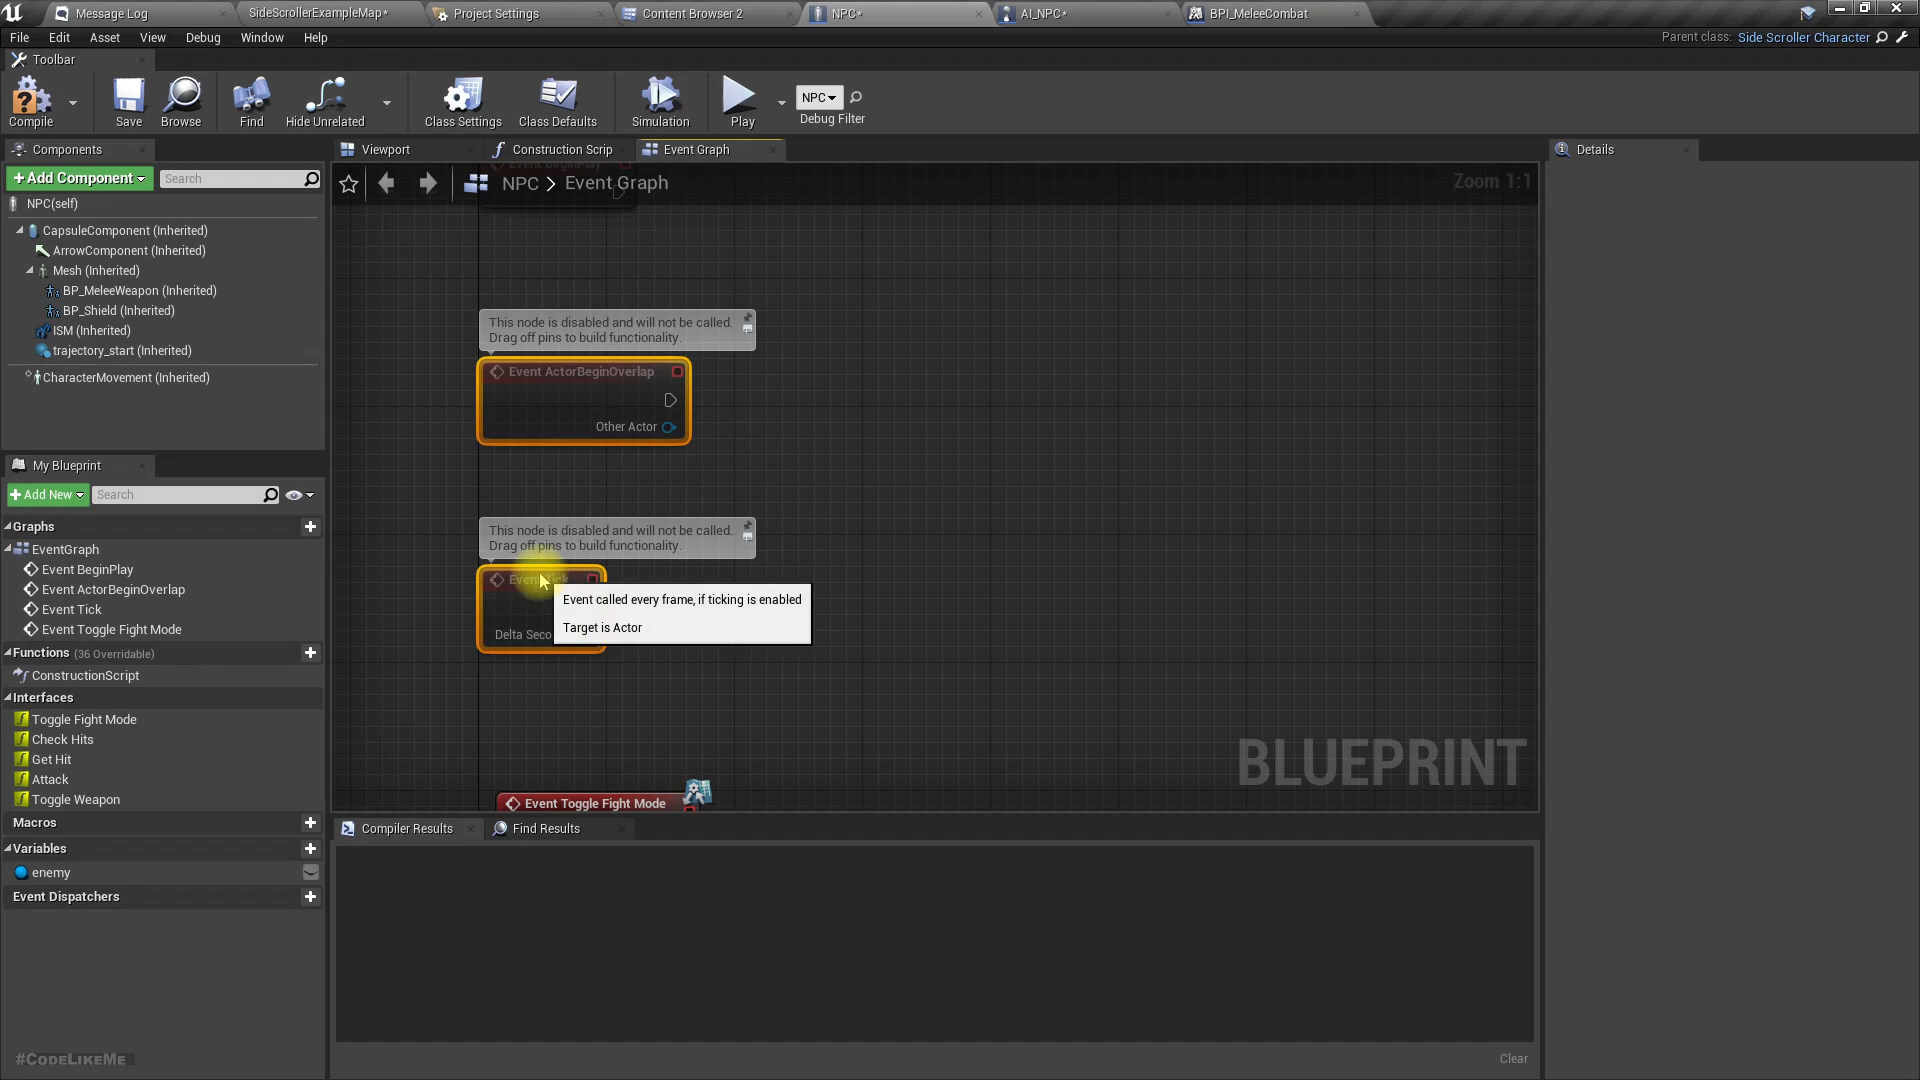 Message Log
SideScrollerExampleMap*
Project Settings
Content Browser 2
NPC*
AI_NPC*
BPI_MeleeCombat
File
Edit
Asset
View
Debug
Window
Help
Parent class: Side Scroller Character
Toolbar
Compile
Save
Browse
Find
Hide Unrelated
Class Settings
Class Defaults
Simulation
Play
NPC
Debug Filter
Components
+Add Component
Search
NPC(self)
CapsuleComponent (Inherited)
ArrowComponent (Inherited)
Mesh (Inherited)
BP_MeleeWeapon (Inherited)
BP_Shield (Inherited)
ISM (Inherited)
trajectory_start (Inherited)
CharacterMovement (Inherited)
My Blueprint
+Add New
Search
Graphs
EventGraph
Event BeginPlay
Event ActorBeginOverlap
Event Tick
Event Toggle Fight Mode
Functions (36 Overridable)
ConstructionScript
Interfaces
Toggle Fight Mode
Check Hits
Get Hit
Attack
Toggle Weapon
Macros
Variables
enemy
Event Dispatchers
#CODELIKEME
Viewport
Construction Scrip
Event Graph
Event BeginPlay
NPC > Event Graph
Zoom 1:1
This node is disabled and will not be called.
Drag off pins to build functionality.
Event ActorBeginOverlap
Other Actor
This node is disabled and will not be called.
Drag off pins to build functionality.
Event Tick
Delta Seco
Event called every frame, if ticking is enabled
Target is Actor
Event Toggle Fight Mode
BLUEPRINT
Compiler Results
Find Results
Clear
Details